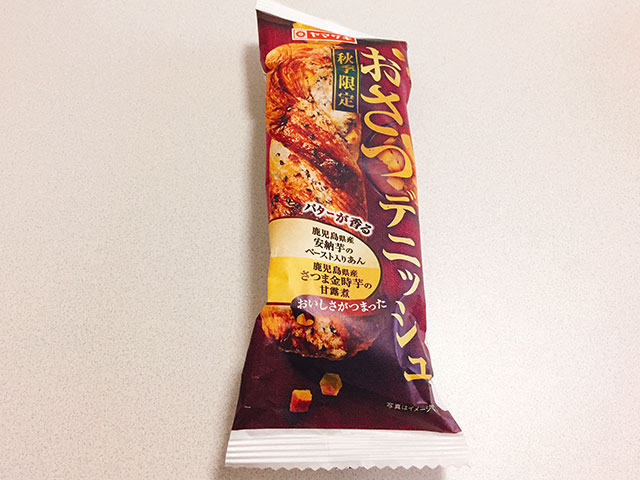 ヤマザキ
秋季限定
おさつデニッシュ
バターが香る
鹿児島県産
安納芋の
ペースト入りあん
鹿児島県産
さつま金時芋の
甘露煮
おいしさがつまった
写真はイメージ